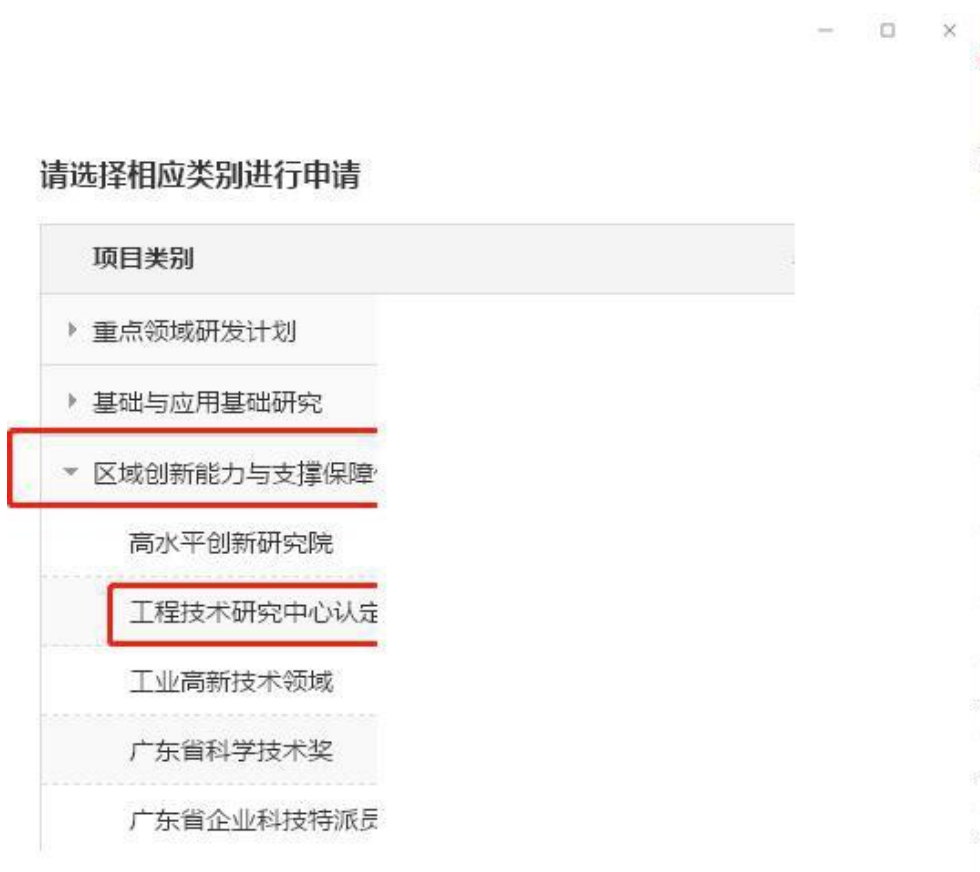 请选择相应类别进行申请
项目类别
重点领域研发计划
基础与应用基础研究
区域创新能力与支撑保障
高水平创新研究院
工程技术研究中心认定
工业高新技术领域
广东省科学技术奖
广东省企业科技特派员